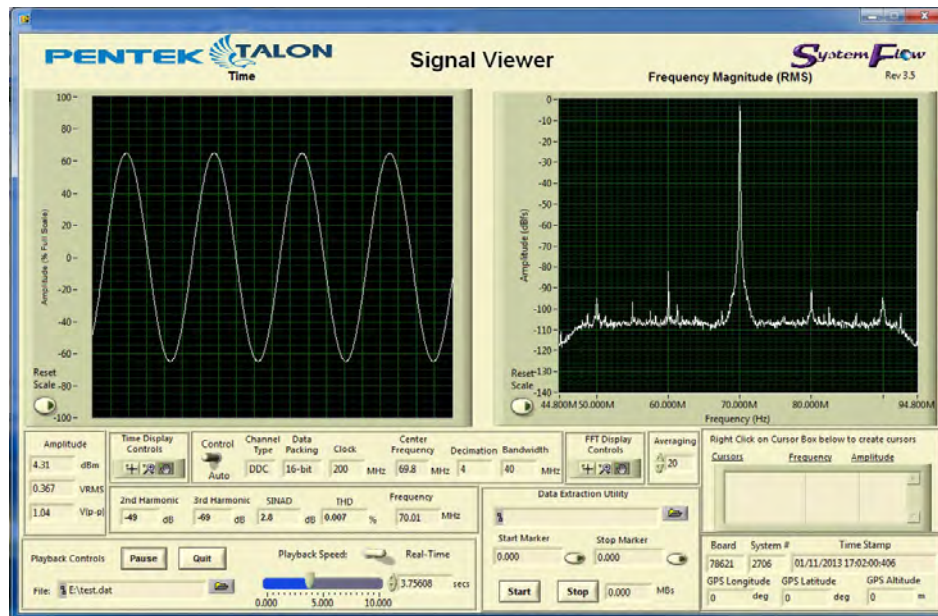 PENTEK TALON
Signal Viewer
SystemFlow
Rev 3.5
Time
Frequency Magnitude (RMS)
Amplitude (% Full Scale)
100
80
60
40
20
0
-20
-40
-60
-80
-100
Reset
Scale
Amplitude (dBfs)
0
-10
-20
-30
-40
-50
-60
-70
-80
-90
-100
-110
-120
-130
-140
Reset
Scale
44.800M 50.000M 60.000M 70.000M 80.000M 94.800M
Frequency (Hz)
Amplitude
4.31 dBm
0.367 VRMS
1.04 V(p-p)
Time Display
Controls
Control
Auto
Channel Type
DDC
Data Packing
16-bit
Clock
200 MHz
Center Frequency
69.8 MHz
Decimation
4
Bandwidth
40 MHz
FFT Display
Controls
Averaging
20
2nd Harmonic
-49 dB
3rd Harmonic
-69 dB
SINAD
2.8 dB
THD
0.007 %
Frequency
70.01 MHz
Data Extraction Utility
Start Marker
0.000
Stop Marker
0.000
Start Stop 0.000 MBs
Right Click on Cursor Box below to create cursors
Cursors Frequency Amplitude
Playback Controls Pause Quit
Playback Speed: Real-Time
0.000 5.000 10.000
3.75608 secs
File: E:\test.dat
Board System # Time Stamp
78621 2706 01/11/2013 17:02:00:406
GPS Longitude GPS Latitude GPS Altitude
0 deg 0 deg 0 m